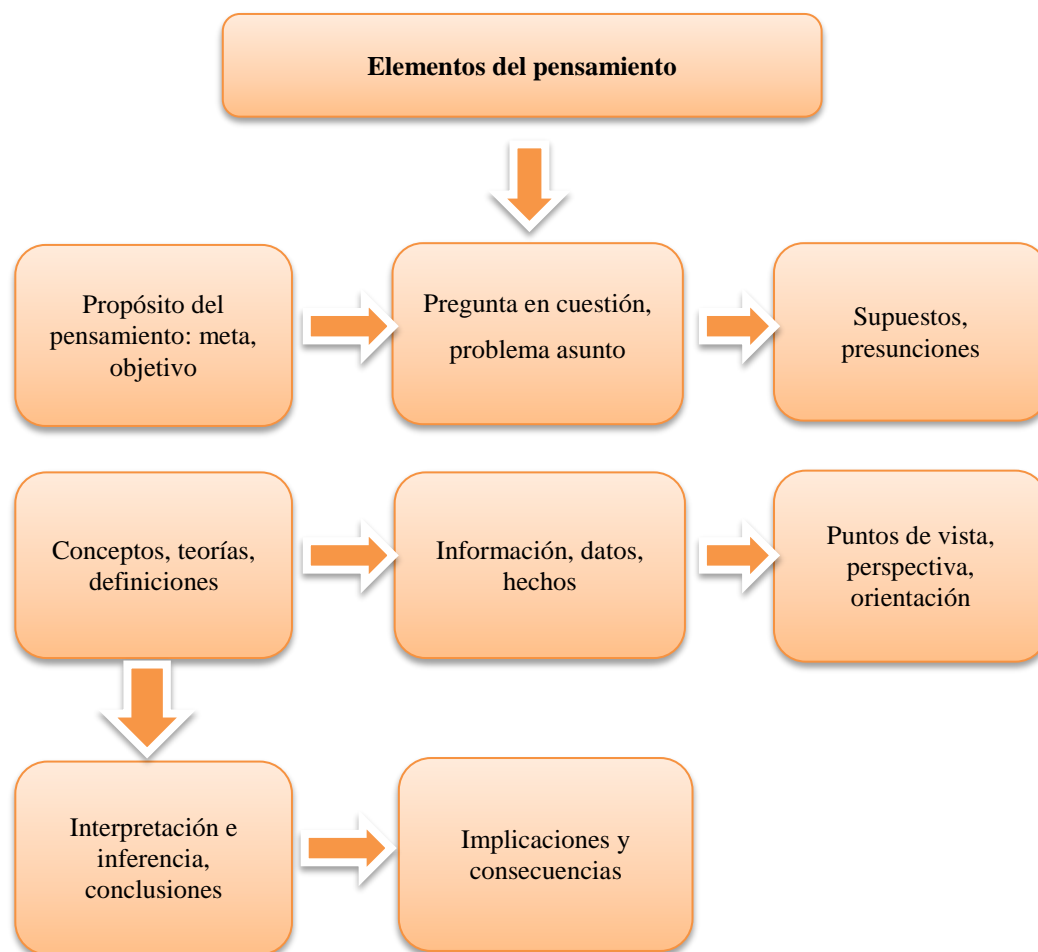 Elementos del pensamiento
Propósito del
pensamiento: meta,
objetivo
Pregunta en cuestión,
problema asunto
Supuestos,
presunciones
Conceptos, teorías,
definiciones
Información, datos,
hechos
Puntos de vista,
perspectiva,
orientación
Interpretación e
inferencia,
conclusiones
Implicaciones y
consecuencias